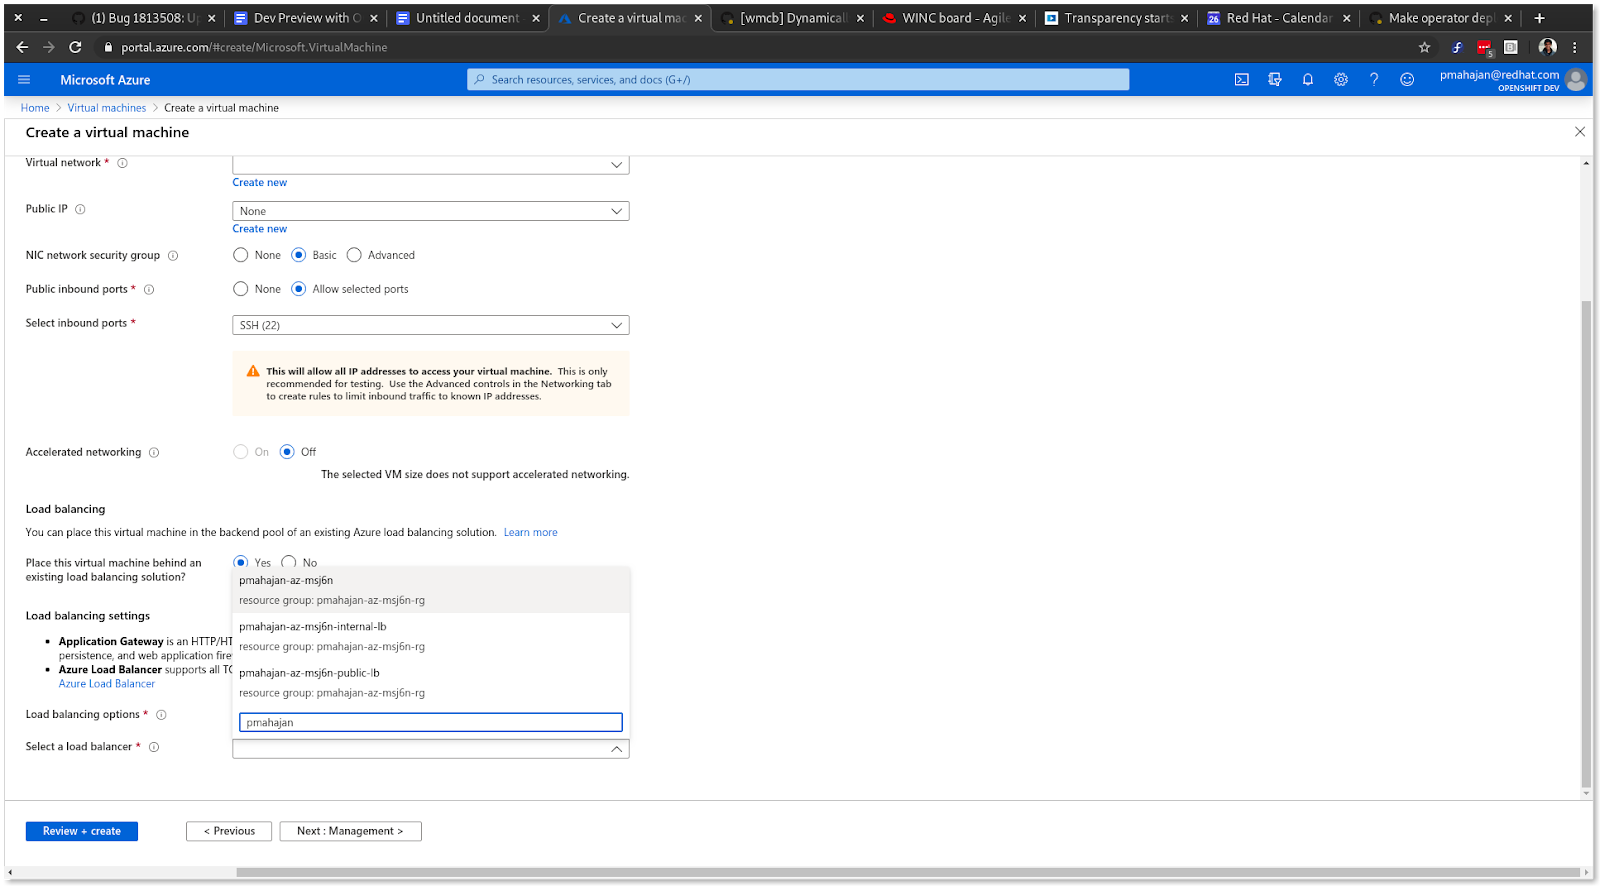 (1) Bug 1813508: Up
Dev Preview with O
Untitled document -
Create a virtual mac
[wmcb] Dynamicall
WINC board - Agile
Transparency starts
26
Red Hat - Calendar
Make operator depl
portal.azure.com/#create/Microsoft.VirtualMachine
5
Microsoft Azure
Search resources, services, and docs (G+/)
pmahajan@redhat.com
OPENSHIFT DEV
Home > Virtual machines > Create a virtual machine
Create a virtual machine
Virtual network *
Create new
Public IP
None
Create new
NIC network security group
None Basic Advanced
Public inbound ports *
None Allow selected ports
Select inbound ports *
SSH (22)
This will allow all IP addresses to access your virtual machine. This is only
recommended for testing. Use the Advanced controls in the Networking tab
to create rules to limit inbound traffic to known IP addresses.
Accelerated networking
On Off
The selected VM size does not support accelerated networking.
Load balancing
You can place this virtual machine in the backend pool of an existing Azure load balancing solution. Learn more
Place this virtual machine behind an
existing load balancing solution?
Yes No
pmahajan-az-msj6n
resource group: pmahajan-az-msj6n-rg
Load balancing settings
pmahajan-az-msj6n-internal-lb
Application Gateway is an HTTP/HT
resource group: pmahajan-az-msj6n-rg
persistence, and web application fire
Azure Load Balancer supports all TC
pmahajan-az-msj6n-public-lb
Azure Load Balancer
resource group: pmahajan-az-msj6n-rg
Load balancing options *
pmahajan
Select a load balancer *
Review + create
< Previous
Next : Management >